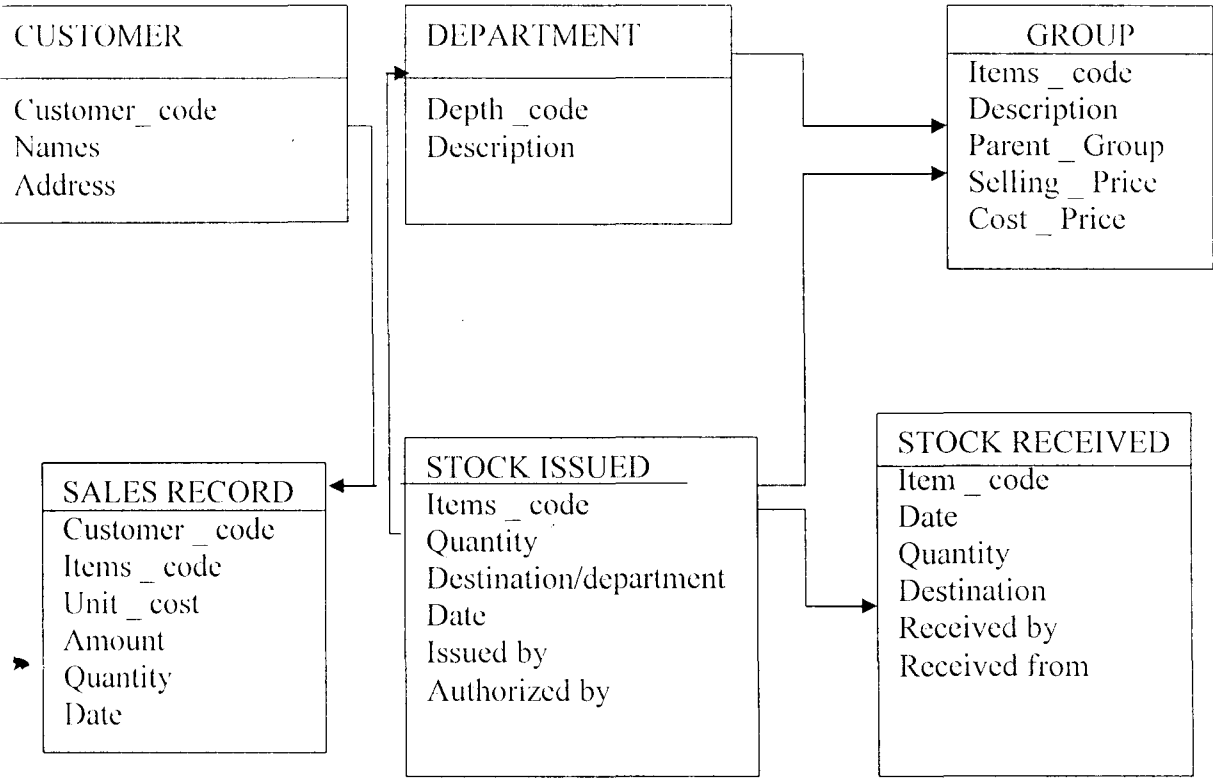 CUSTOMER
Customer_ code
Names
Address
DEPARTMENT
Depth _code
Description
GROUP
Items _ code
Description
Parent _ Group
Selling _ Price
Cost _ Price
SALES RECORD
Customer _ code
Items _ code
Unit _ cost
Amount
Quantity
Date
STOCK ISSUED
Items _ code
Quantity
Destination/department
Date
Issued by
Authorized by
STOCK RECEIVED
Item _ code
Date
Quantity
Destination
Received by
Received from